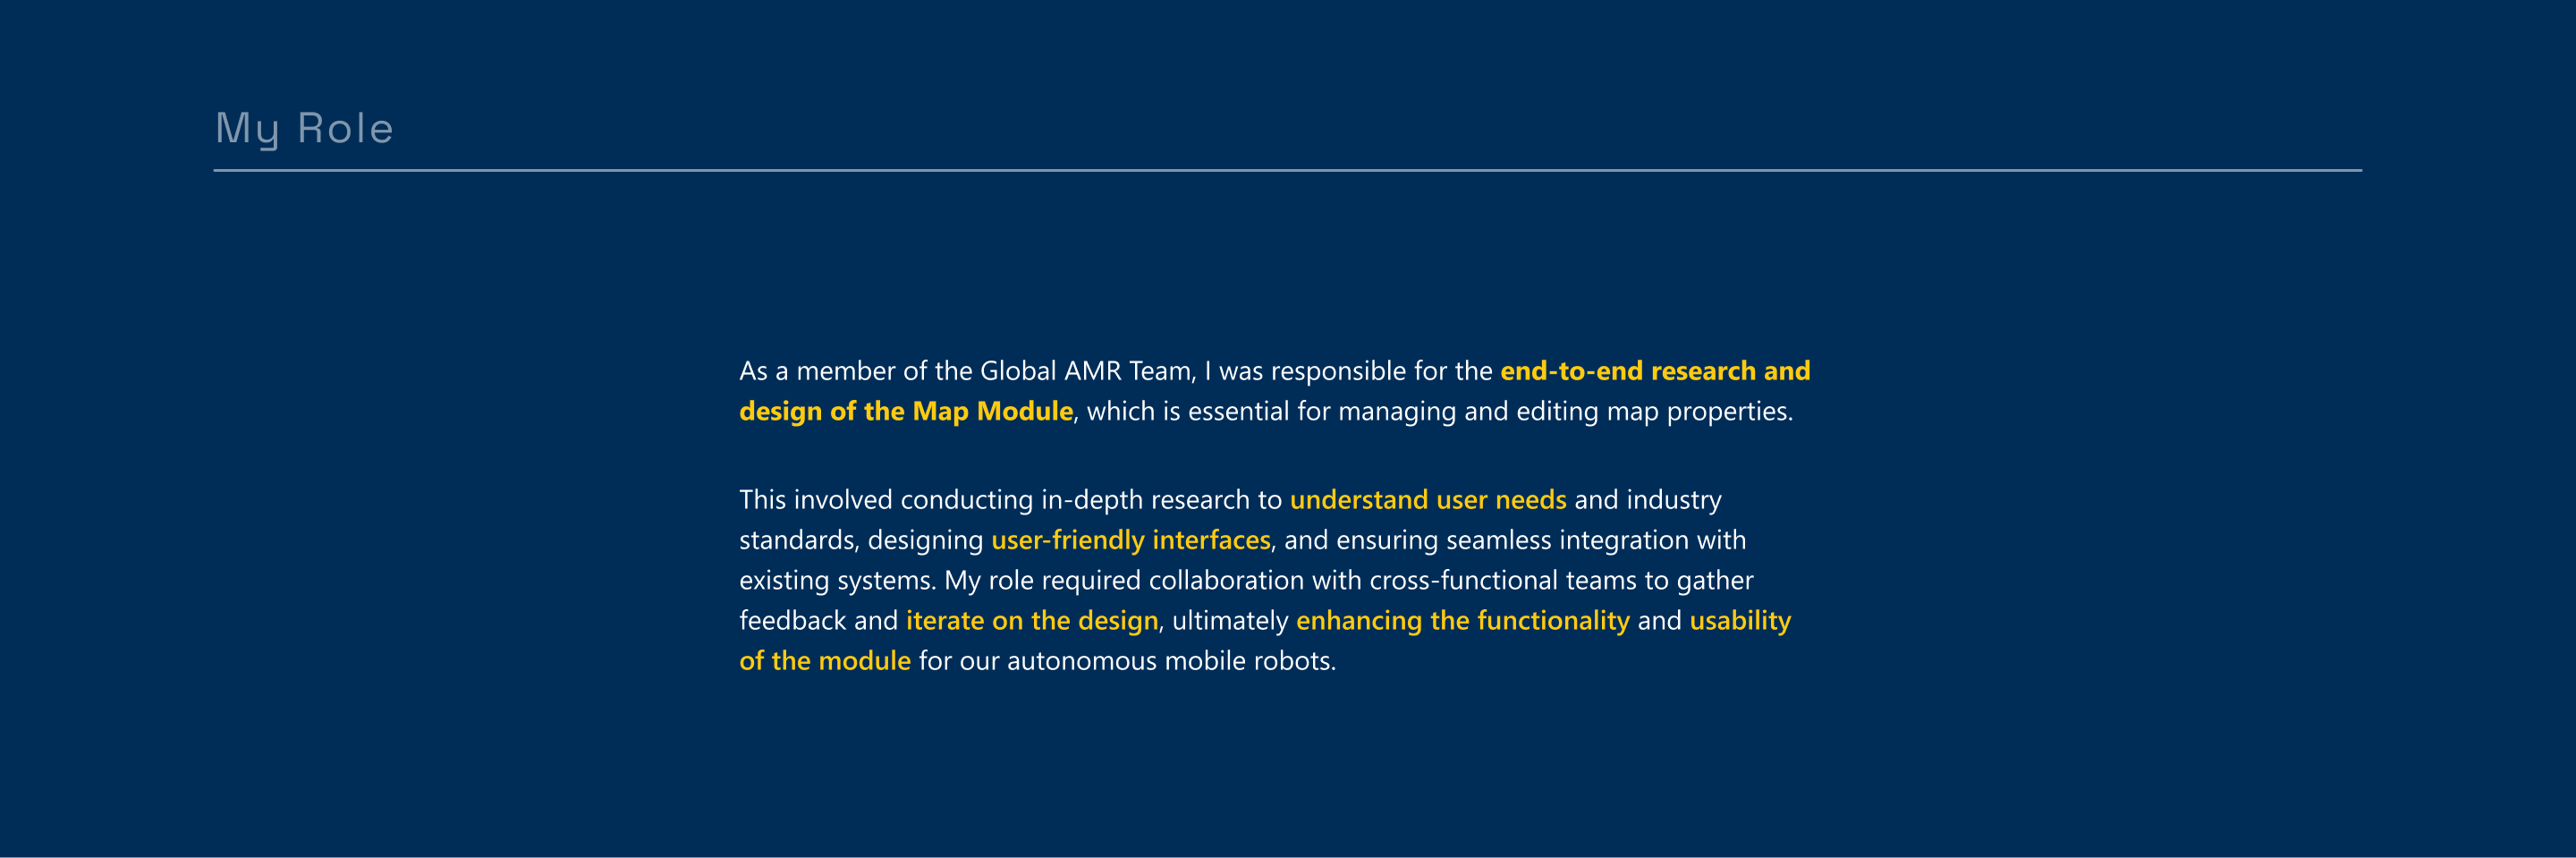 My Role
As a member of the Global AMR Team, I was responsible for the end-to-end research and
design of the Map Module, which is essential for managing and editing map properties.
This involved conducting in-depth research to understand user needs and industry
standards, designing user-friendly interfaces, and ensuring seamless integration with
existing systems. My role required collaboration with cross-functional teams to gather
feedback and iterate on the design, ultimately enhancing the functionality and usability
of the module for our autonomous mobile robots.